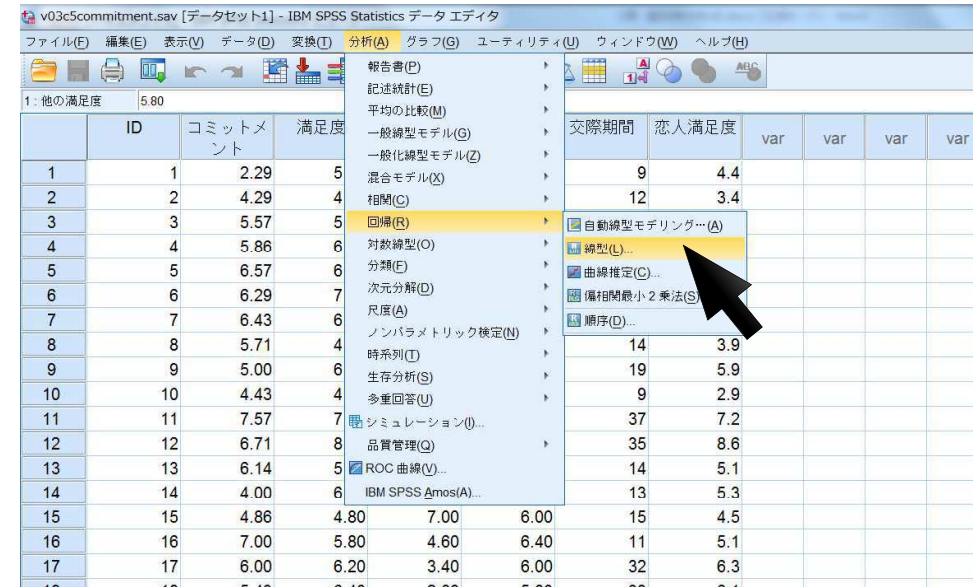 v03c5commitment.sav [データセット1] - IBM SPSS Statistics データ エディタ
ファイル(F) 編集(E) 表示(V) データ(D) 変換(T) 分析(A) グラフ(G) ユーティリティ(U) ウィンドウ(W) ヘルプ(H)
1 : 他の満足度 5.80
ID コミットメント 満足度 交際期間 恋人満足度 var var var var
報告書(P)
記述統計(E)
平均の比較(M)
一般線型モデル(G)
一般化線型モデル(Z)
混合モデル(X)
相関(C)
回帰(R)
対数線型(O)
分類(F)
次元分解(D)
尺度(A)
ノンパラメトリック検定(N)
時系列(T)
生存分析(S)
多重回答(U)
シミュレーション(I)...
品質管理(Q)
ROC 曲線(V)...
IBM SPSS Amos(A)...
自動線型モデリング…(A)
線型(L)...
曲線推定(C)...
偏相関最小2乗法(S)
順序(D)...
1 1 2.29 5 9 4.4
2 2 4.29 4 12 3.4
3 3 5.57 5
4 4 5.86 6
5 5 6.57 6
6 6 6.29 7
7 7 6.43 6
8 8 5.71 4 14 3.9
9 9 5.00 6 19 5.9
10 10 4.43 4 9 2.9
11 11 7.57 7 37 7.2
12 12 6.71 8 35 8.6
13 13 6.14 5 14 5.1
14 14 4.00 6 13 5.3
15 15 4.86 4.80 7.00 6.00 15 4.5
16 16 7.00 5.80 4.60 6.40 11 5.1
17 17 6.00 6.20 3.40 6.00 32 6.3